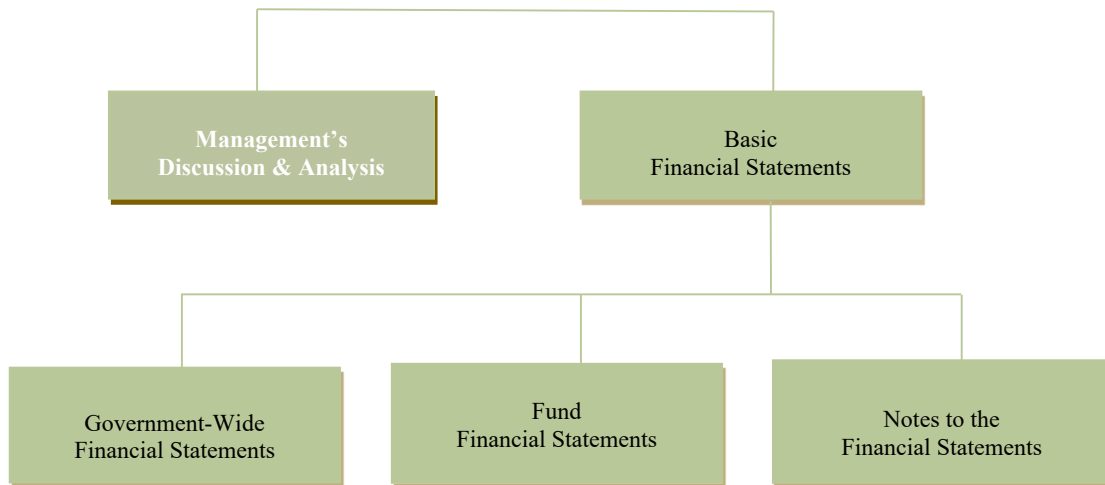 Management’s
Discussion & Analysis
Basic
Financial Statements
Government-Wide
Financial Statements
Fund
Financial Statements
Notes to the
Financial Statements